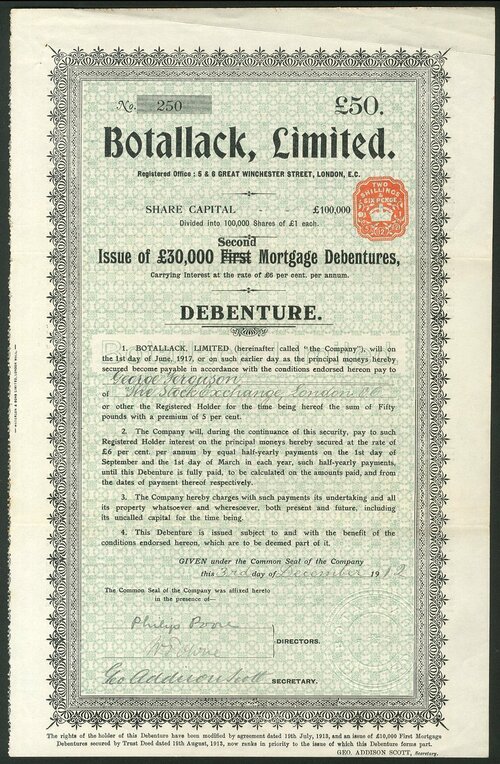 No. 250
£50.
Botallack, Limited.
Registered Office : 5 & 6 GREAT WINCHESTER STREET, LONDON, E.C.
TWO SHILLINGS & SIX PENCE
SHARE CAPITAL - £100,000
Divided into 100,000 Shares of £1 each.
Second
Issue of £30,000 First Mortgage Debentures,
Carrying Interest at the rate of £6 per cent. per annum.
DEBENTURE.
1. BOTALLACK, LIMITED (hereinafter called "the Company"), will on
the 1st day of June, 1917, or on such earlier day as the principal moneys hereby
secured become payable in accordance with the conditions endorsed hereon pay to
George Ferguson
of The Stock Exchange, London E.C.
or other the Registered Holder for the time being hereof the sum of Fifty
pounds with a premium of 5 per cent.
2. The Company will, during the continuance of this security, pay to such
Registered Holder interest on the principal moneys hereby secured at the rate of
£6 per cent. per annum by equal half-yearly payments on the 1st day of
September and the 1st day of March in each year, such half-yearly payments,
until this Debenture is fully paid, to be calculated on the amounts paid, and from
the dates of payment thereof respectively.
3. The Company hereby charges with such payments its undertaking and all
its property whatsoever and wheresoever, both present and future, including
its uncalled capital for the time being.
4. This Debenture is issued subject to and with the benefit of the
conditions endorsed hereon, which are to be deemed part of it.
GIVEN under the Common Seal of the Company
this 3rd day of December 1912
The Common Seal of the Company was affixed hereto
in the presence of—
Philips Poore
DIRECTORS.
Geo Addison Scott
SECRETARY.
The rights of the holder of this Debenture have been modified by agreement dated 19th July, 1913, and an issue of £10,000 First Mortgage
Debentures secured by Trust Deed dated 19th August, 1913, now ranks in priority to the issue of which this Debenture forms part.
GEO. ADDISON SCOTT, Secretary.